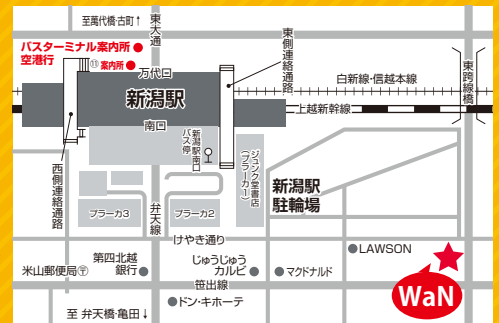 至萬代橋・古町↑
東大通
バスターミナル案内所
空港行
⑪ 案内所
万代口
東側連絡通路
白新線・信越本線
東跨線橋
新潟駅
上越新幹線
南口
新潟駅南口
バス停
ジュンク堂書店
(プラーカ1)
西側連絡通路
新潟駅
駐輪場
プラーカ3
弁天線
プラーカ2
けやき通り
LAWSON
第四北越
銀行
じゅうじゅう
カルビ
米山郵便局〒
マクドナルド
笹出線
WaN
ドン・キホーテ
至 弁天橋・亀田↓